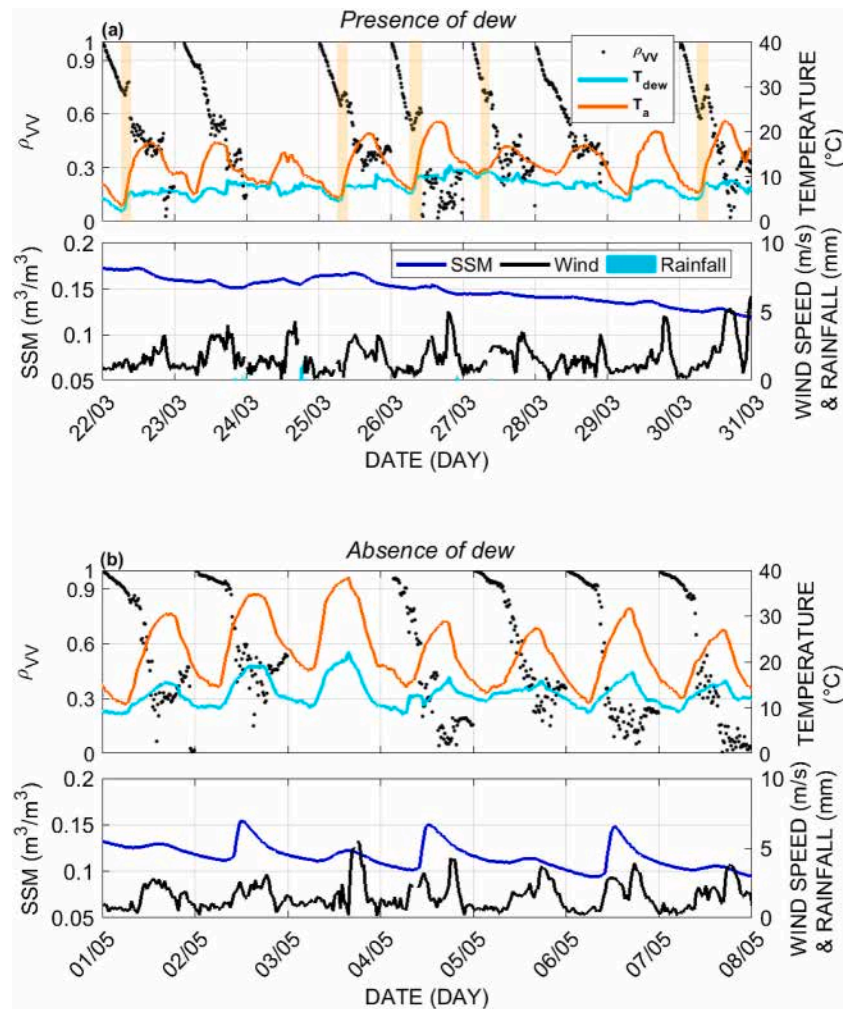 Presence of dew
(a)
1
0.9
0.6
0.3
0
ρVV
40
30
20
10
0
TEMPERATURE
(°C)
ρVV
Tdew
Ta
0.2
0.15
0.1
0.05
SSM (m³/m³)
SSM Wind Rainfall
10
5
0
WIND SPEED (m/s)
& RAINFALL (mm)
22/03 23/03 24/03 25/03 26/03 27/03 28/03 29/03 30/03 31/03
DATE (DAY)
Absence of dew
(b)
1
0.9
0.6
0.3
0
ρVV
40
30
20
10
0
TEMPERATURE
(°C)
0.2
0.15
0.1
0.05
SSM (m³/m³)
10
5
0
WIND SPEED (m/s)
& RAINFALL (mm)
01/05 02/05 03/05 04/05 05/05 06/05 07/05 08/05
DATE (DAY)